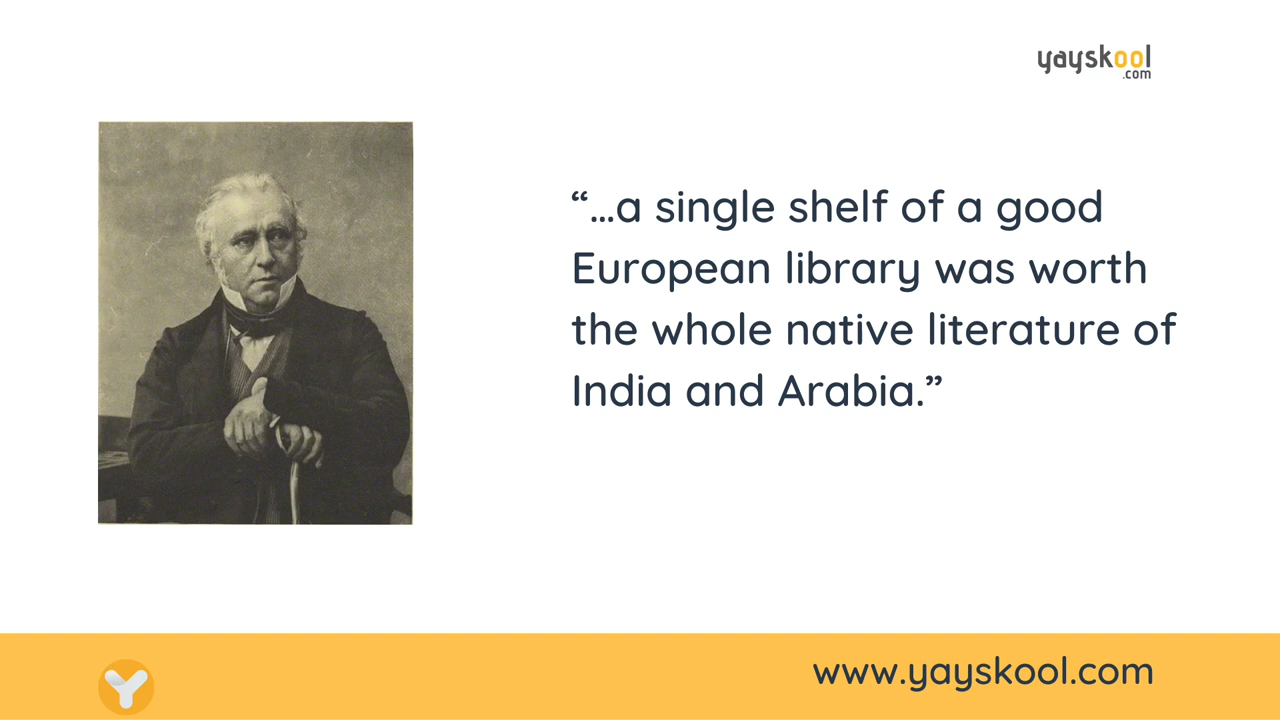 yayskool
.com
“...a single shelf of a good
European library was worth
the whole native literature of
India and Arabia.”
www.yayskool.com